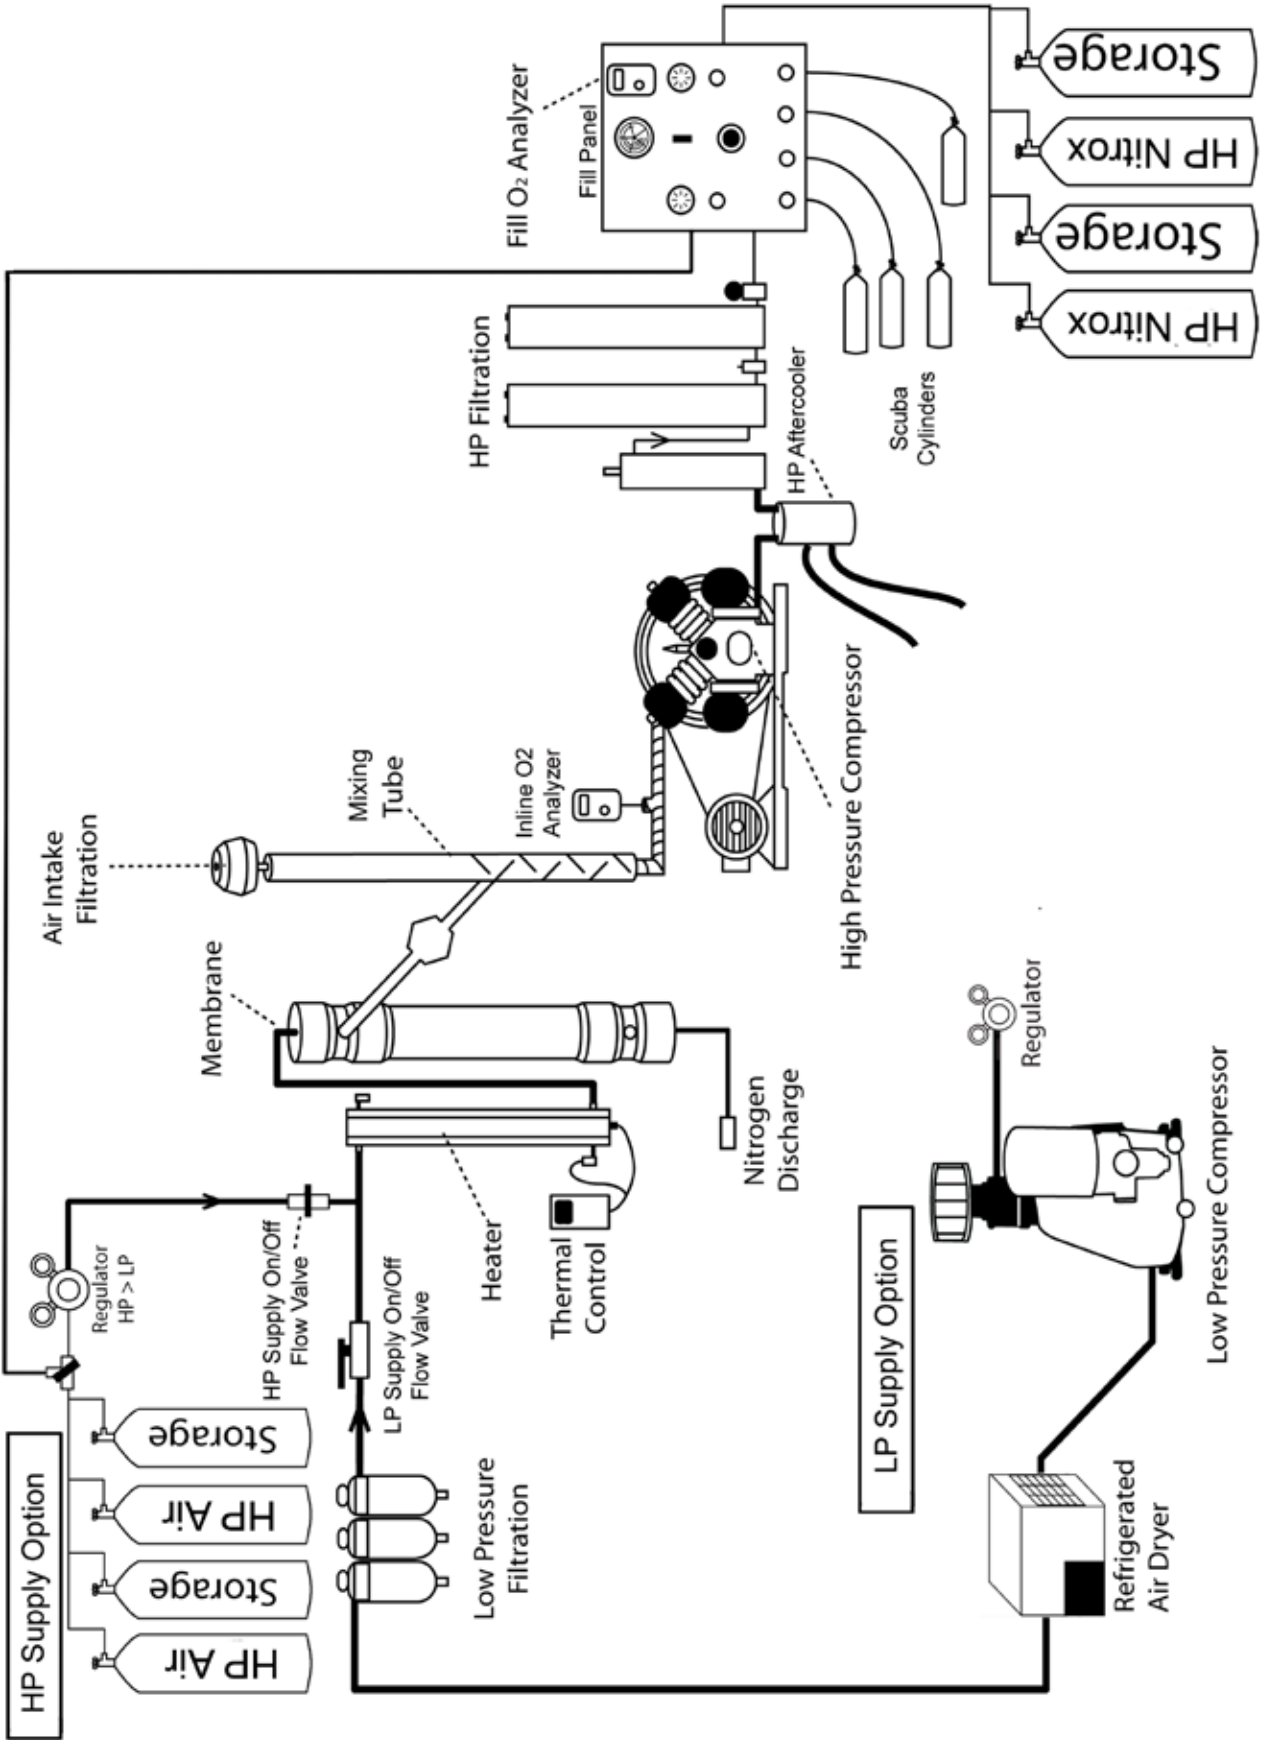 HP Supply Option
HP Air
Storage
HP Air
Storage
Regulator
HP > LP
HP Supply On/Off
Flow Valve
LP Supply On/Off
Flow Valve
Low Pressure
Filtration
Heater
Thermal
Control
Membrane
Nitrogen
Discharge
Air Intake
Filtration
Mixing
Tube
Inline O2
Analyzer
High Pressure Compressor
HP Aftercooler
HP Filtration
Fill O₂ Analyzer
Fill Panel
Scuba
Cylinders
HP Nitrox
Storage
HP Nitrox
Storage
LP Supply Option
Refrigerated
Air Dryer
Low Pressure Compressor
Regulator